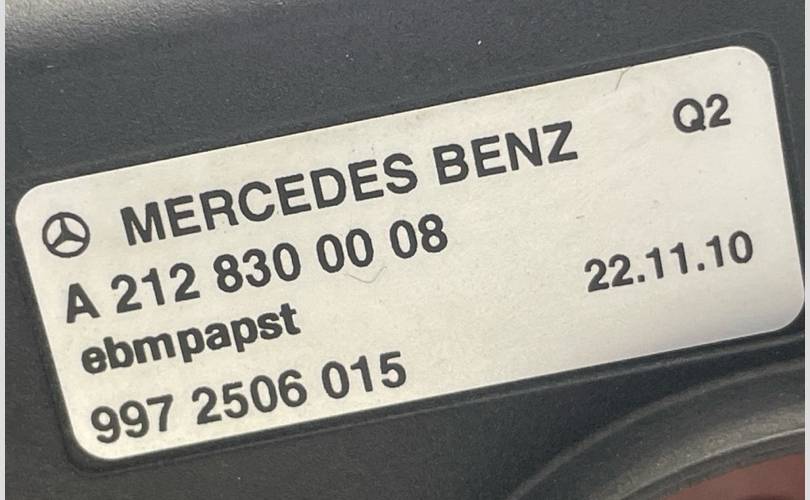 MERCEDES BENZ Q2
A 212 830 00 08
ebmpapst 22.11.10
997 2506 015